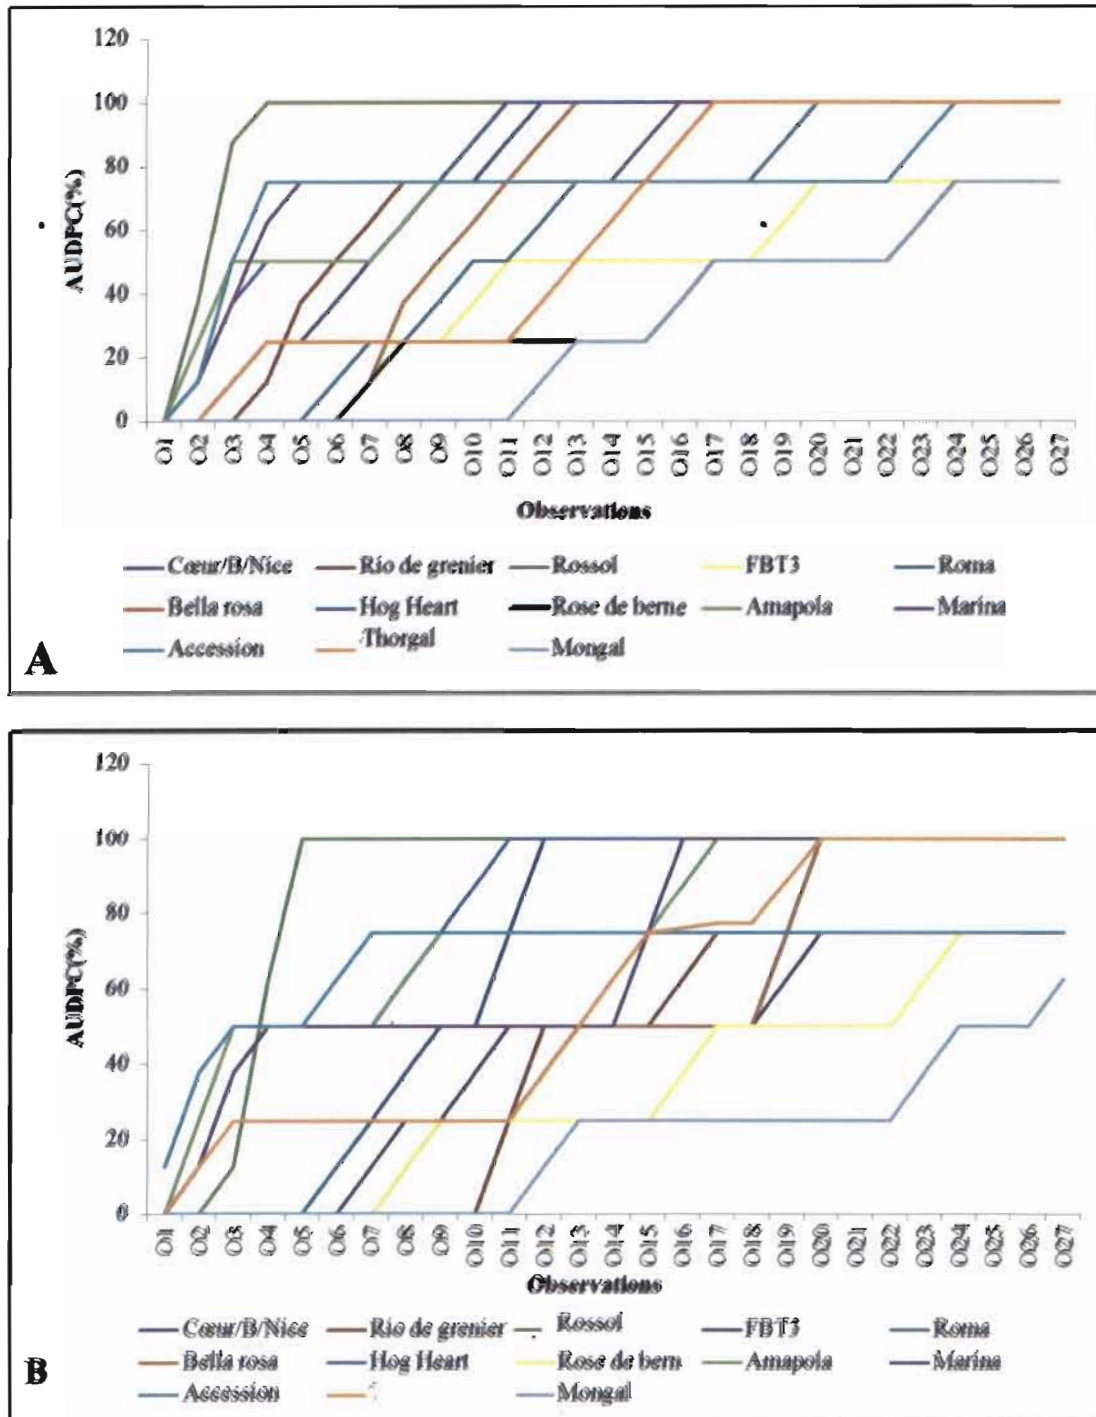 120
100
80
60
40
20
0
AUDPC(%)
O1 O2 O3 O4 O5 O6 O7 O8 O9 O10 O11 O12 O13 O14 O15 O16 O17 O18 O19 O20 O21 O22 O23 O24 O25 O26 O27
Observations
Cœur/B/Nice Rio de grenier Rossol FBT3 Roma
Bella rosa Hog Heart Rose de berne Amapola Marina
Accession Thorgal Mongal
A
120
100
80
60
40
20
0
AUDPC(%)
O1 O2 O3 O4 O5 O6 O7 O8 O9 O10 O11 O12 O13 O14 O15 O16 O17 O18 O19 O20 O21 O22 O23 O24 O25 O26 O27
Observations
Cœur/B/Nice Rio de grenier Rossol FBT3 Roma
Bella rosa Hog Heart Rose de bern Amapola Marina
Accession Mongal
B